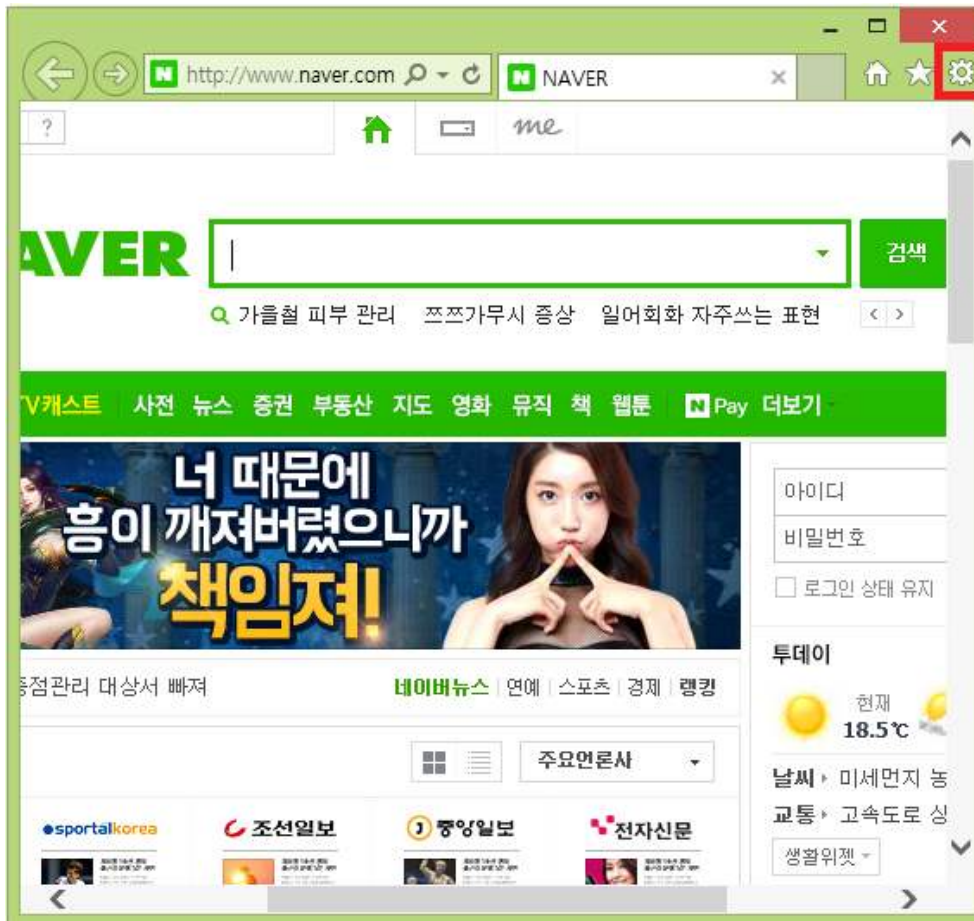 http://www.naver.com
NAVER
?
me
AVER
검색
가을철 피부 관리 쯔쯔가무시 증상 일어회화 자주쓰는 표현
TV캐스트 사전 뉴스 증권 부동산 지도 영화 뮤직 책 웹툰 N Pay 더보기
너 때문에
흥이 깨져버렸으니까
책임져!
아이디
비밀번호
로그인 상태 유지
중점관리 대상서 빠져
네이버뉴스 연예 스포츠 경제 랭킹
투데이
현재
18.5℃
주요언론사
날씨 미세먼지 농
교통 고속도로 상
생활위젯
sportalkorea 조선일보 중앙일보 전자신문